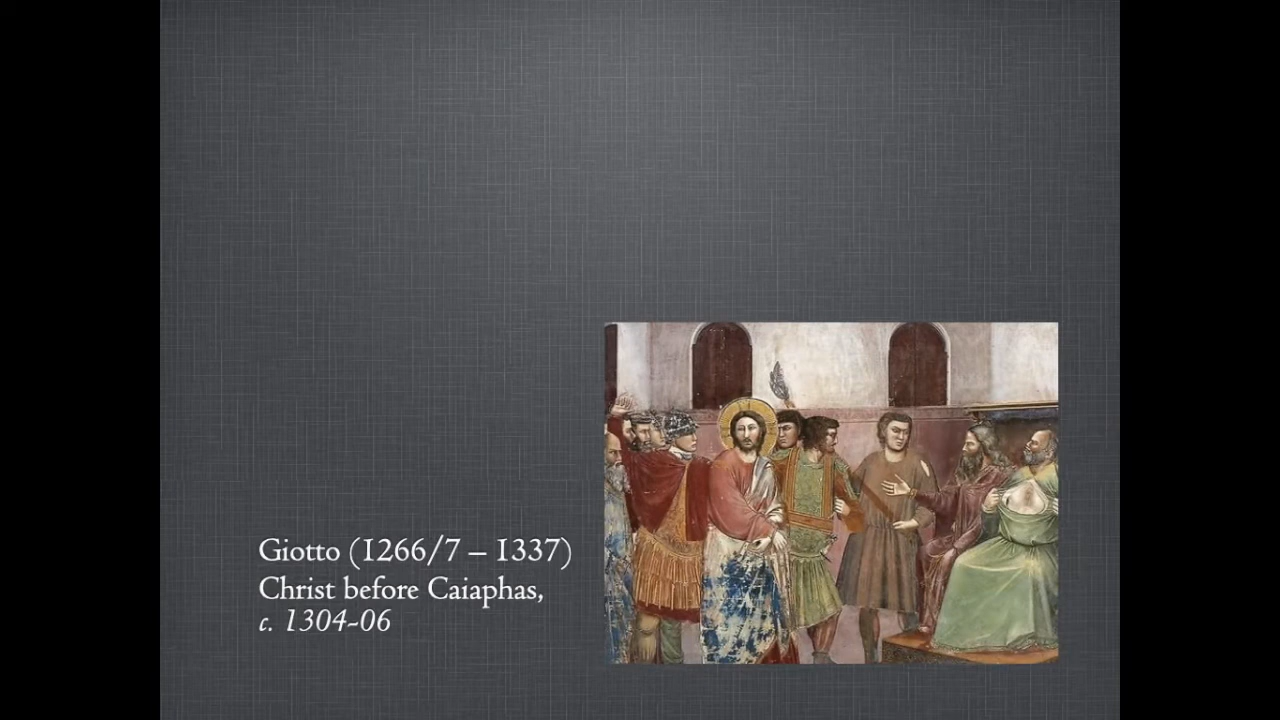 Giotto (1266/7 – 1337)
Christ before Caiaphas,
c. 1304-06